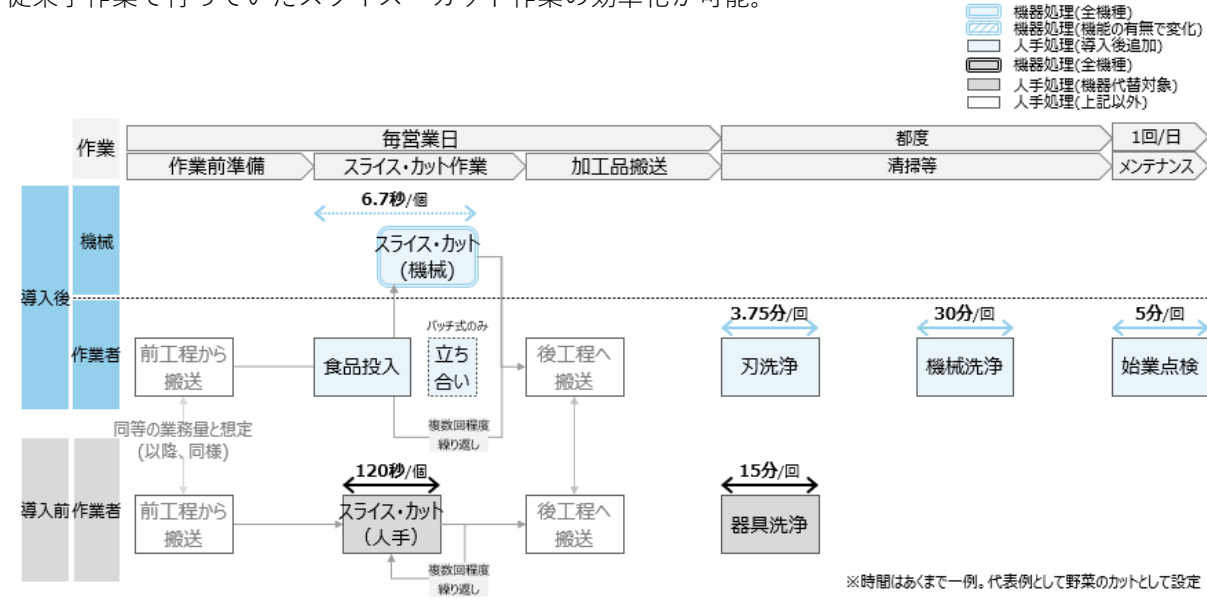 従来手作業で行っていたスライス・カット作業の効率化が可能。
機器処理(全機種)
機器処理(機能の有無で変化)
人手処理(導入後追加)
機器処理(全機種)
人手処理(機器代替対象)
人手処理(上記以外)
作業
毎営業日
都度
1回/日
作業前準備
スライス・カット作業
加工品搬送
清掃等
メンテナンス
導入後
機械
6.7秒/個
スライス・カット
(機械)
作業者
前工程から
搬送
食品投入
バッチ式のみ
立ち
合い
後工程へ
搬送
3.75分/回
刃洗浄
30分/回
機械洗浄
5分/回
始業点検
複数回程度
繰り返し
同等の業務量と想定
(以降、同様)
導入前
作業者
前工程から
搬送
120秒/個
スライス・カット
(人手)
複数回程度
繰り返し
後工程へ
搬送
15分/回
器具洗浄
※時間はあくまで一例。代表例として野菜のカットとして設定